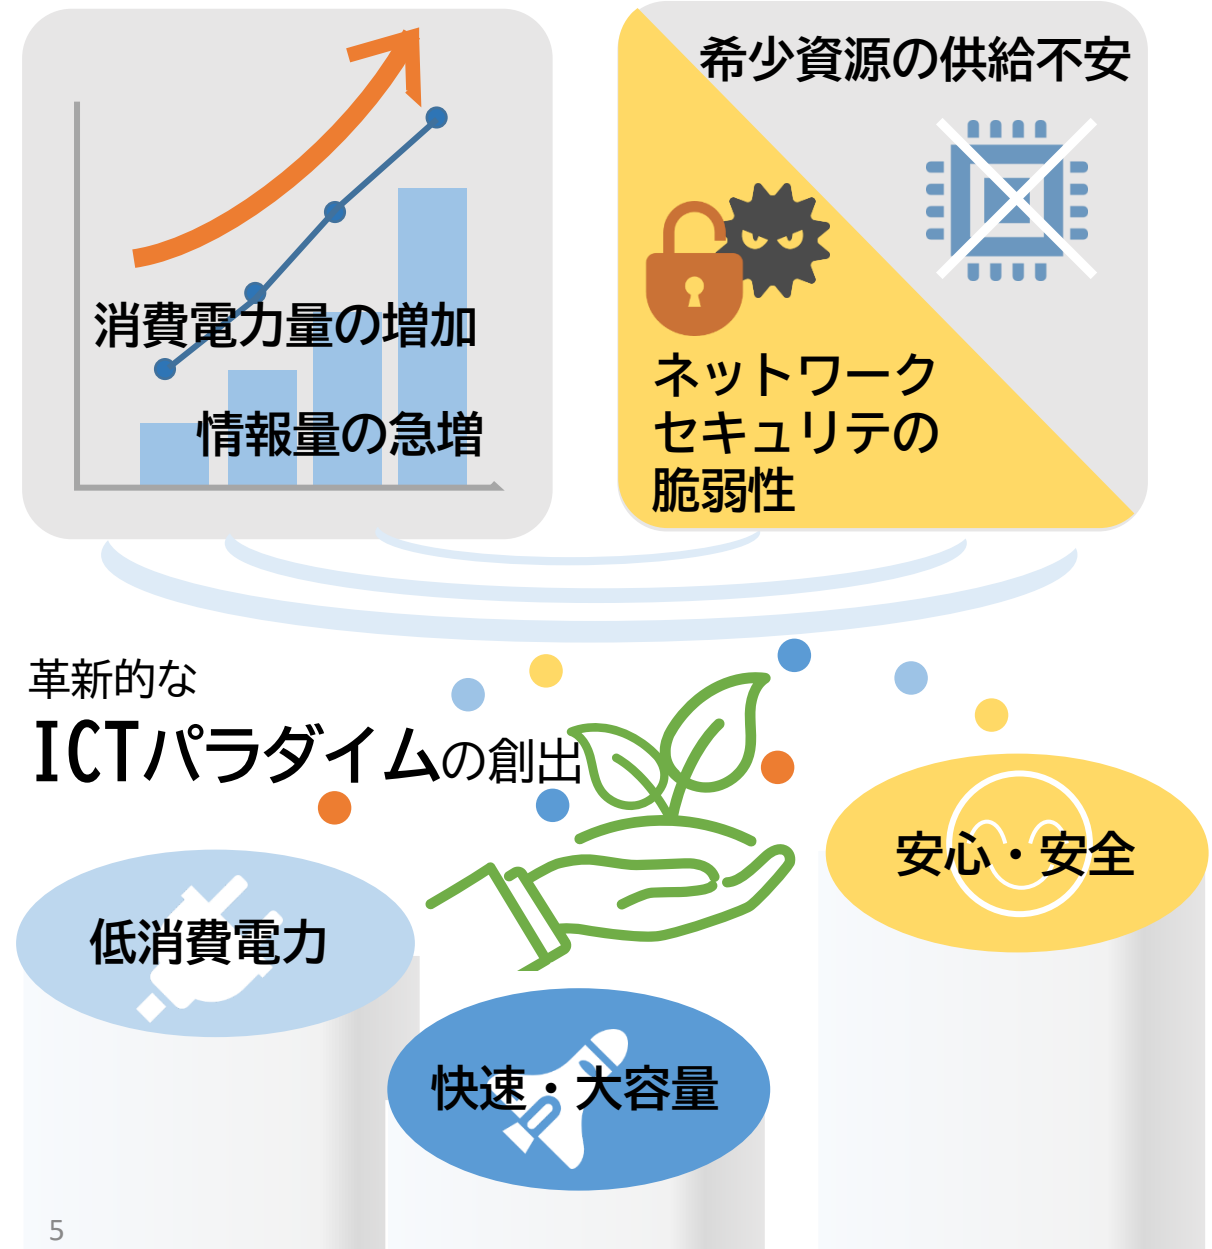 消費電力量の増加
情報量の急増
希少資源の供給不安
ネットワーク
セキュリテの
脆弱性
革新的な
ICTパラダイムの創出
安心・安全
低消費電力
快速・大容量
5